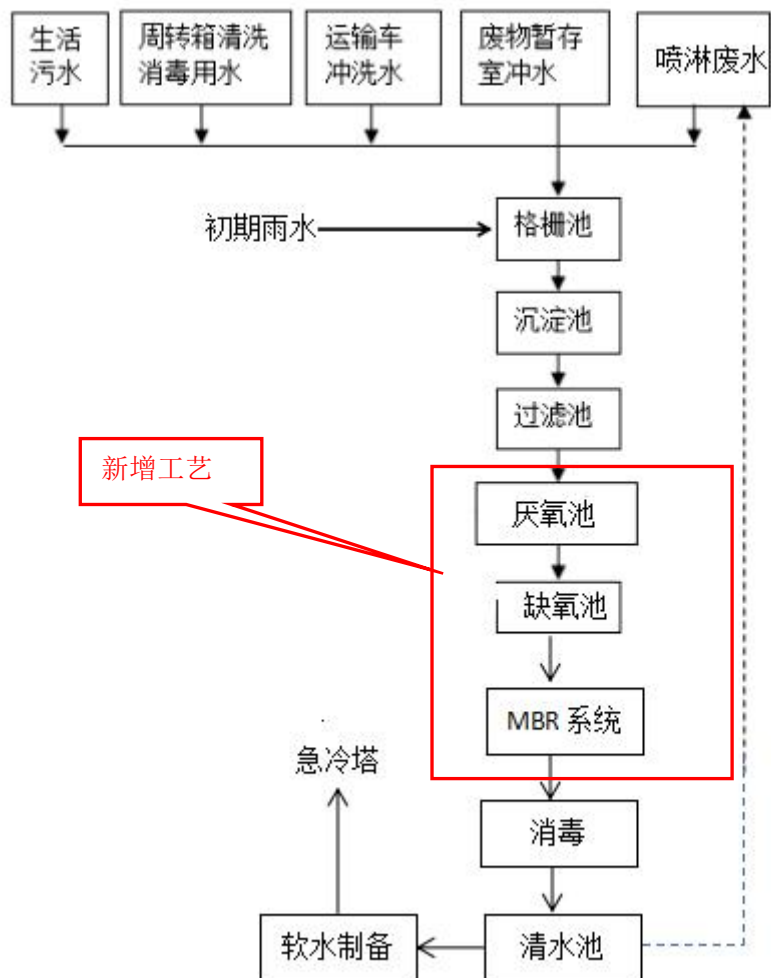 生活
污水
周转箱清洗
消毒用水
运输车
冲洗水
废物暂存
室冲水
喷淋废水
初期雨水
格栅池
沉淀池
过滤池
新增工艺
厌氧池
缺氧池
MBR 系统
急冷塔
消毒
软水制备
清水池